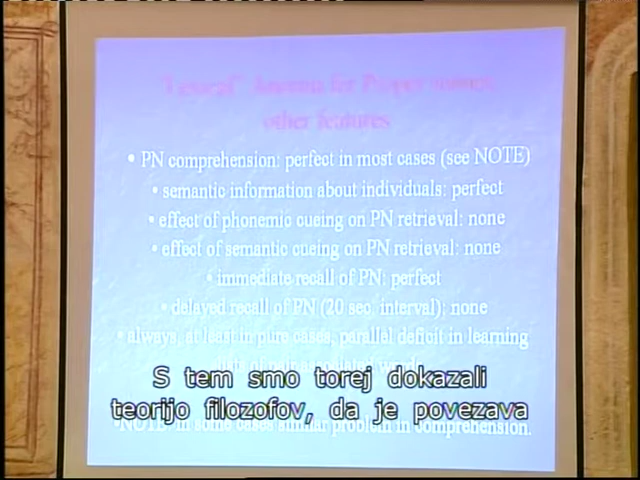 Anomia for Proper names:
other features
• PN comprehension: perfect in most cases (see NOTE)
• semantic information about individuals: perfect
• effect of phonemic cueing on PN retrieval: none
• effect of semantic cueing on PN retrieval: none
• immediate recall of PN: perfect
• delayed recall of PN (20 sec. interval): none
• always, at least in pure cases, parallel deficit in learning
S tem smo torej dokazali
teorijo filozofov, da je povezava
NOTE in some cases similar problem in comprehension.